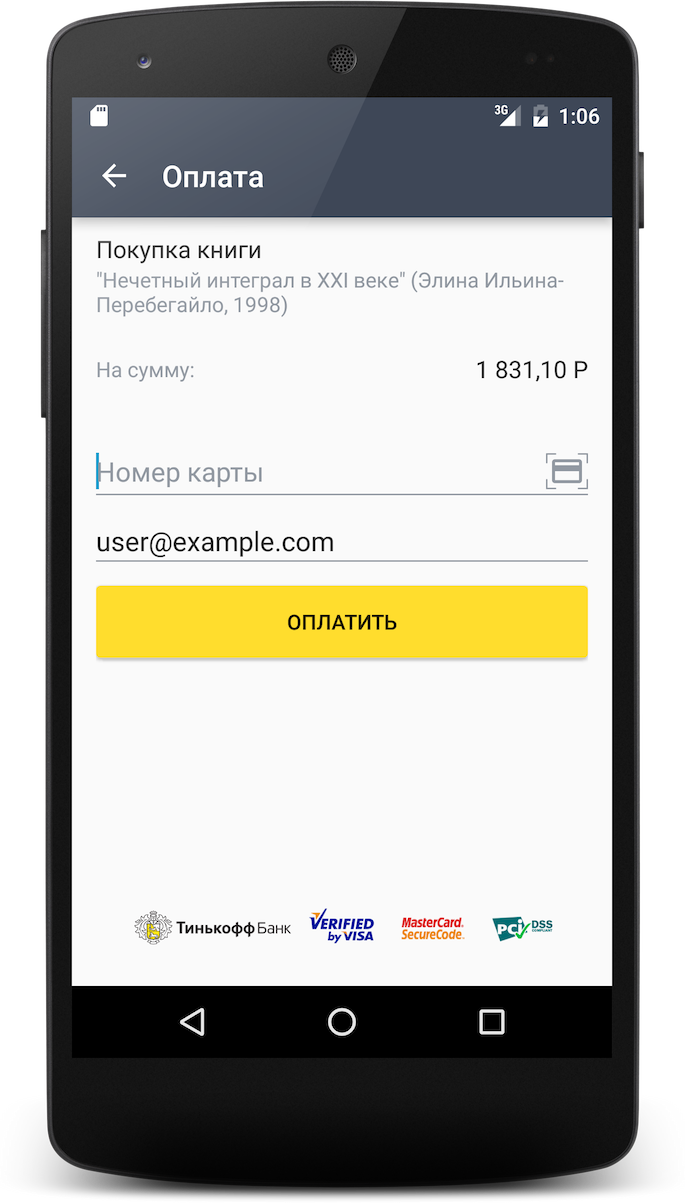 3G 1:06
Оплата
Покупка книги
"Нечетный интеграл в XXI веке" (Элина Ильина-
Перебегайло, 1998)
На сумму: 1 831,10 Р
Номер карты
user@example.com
ОПЛАТИТЬ
Тинькофф Банк VERIFIED by VISA MasterCard. SecureCode. PCI DSS COMPLIANT